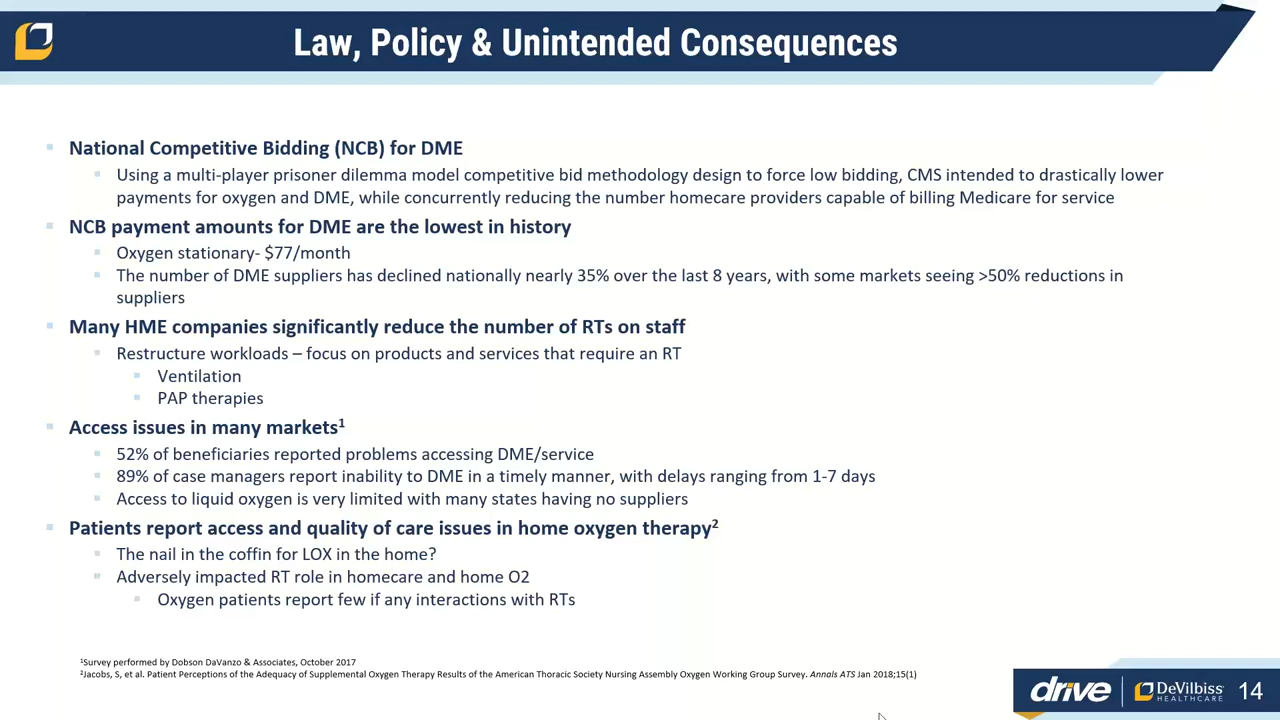 Law, Policy & Unintended Consequences
National Competitive Bidding (NCB) for DME
Using a multi-player prisoner dilemma model competitive bid methodology design to force low bidding, CMS intended to drastically lower
payments for oxygen and DME, while concurrently reducing the number homecare providers capable of billing Medicare for service
NCB payment amounts for DME are the lowest in history
Oxygen stationary- $77/month
The number of DME suppliers has declined nationally nearly 35% over the last 8 years, with some markets seeing >50% reductions in
suppliers
Many HME companies significantly reduce the number of RTs on staff
Restructure workloads – focus on products and services that require an RT
Ventilation
PAP therapies
Access issues in many markets¹
52% of beneficiaries reported problems accessing DME/service
89% of case managers report inability to DME in a timely manner, with delays ranging from 1-7 days
Access to liquid oxygen is very limited with many states having no suppliers
Patients report access and quality of care issues in home oxygen therapy²
The nail in the coffin for LOX in the home?
Adversely impacted RT role in homecare and home O2
Oxygen patients report few if any interactions with RTs
¹Survey performed by Dobson DaVanzo & Associates, October 2017
²Jacobs, S, et al. Patient Perceptions of the Adequacy of Supplemental Oxygen Therapy Results of the American Thoracic Society Nursing Assembly Oxygen Working Group Survey. Annals ATS Jan 2018;15(1)
drive DeVilbiss HEALTHCARE 14